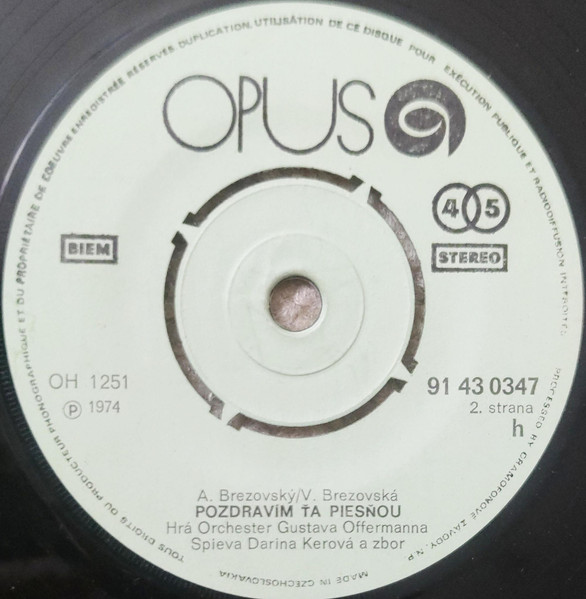 TOUS DROITS DU PRODUCTEUR PHONOGRAPHIQUE ET DU PROPRIÉTAIRE DE L'OEUVRE ENREGISTRÉE RÉSERVÉS DUPLICATION, UTILISATION DE CE DISQUE POUR EXÉCUTION PUBLIQUE ET RADIODIFFUSION INTERDITES
OPUS
45
BIEM
STEREO
OH 1251
℗ 1974
91 43 0347
2. strana
h
A. Brezovský/V. Brezovská
POZDRAVÍM ŤA PIESŇOU
Hrá Orchester Gustava Offermanna
Spieva Darina Kerová a zbor
MADE IN CZECHOSLOVAKIA
PROCESSED BY GRAMOFONOVÉ ZÁVODY, N.P.